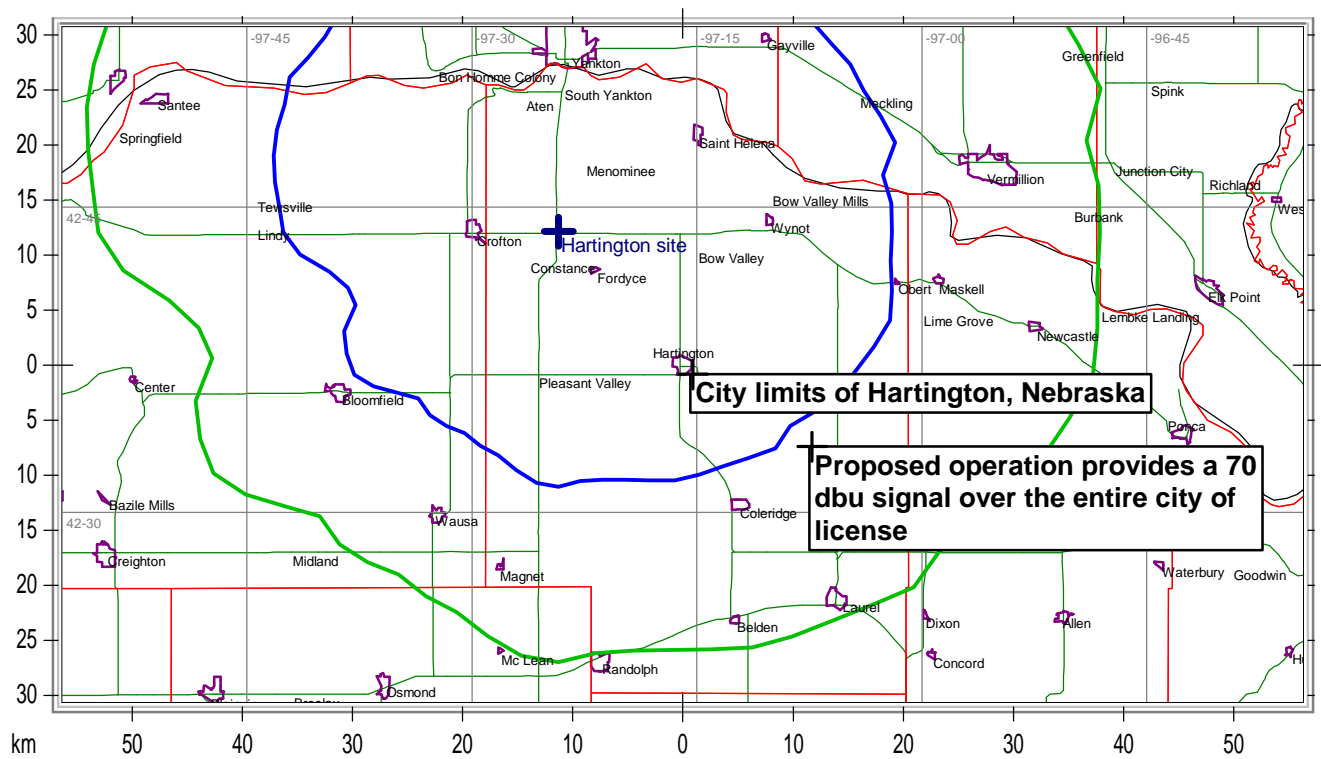 30
-97-45
-97-30
-97-15
-97-00
-96-45
Gayville
Yankton
Greenfield
25
Bon Homme Colony
South Yankton
Spink
Santee
Aten
Meckling
20
Springfield
Saint Helena
Vermillion
Junction City
Menominee
15
Richland
Tewsville
Bow Valley Mills
Burbank
Wes
42-45
Lindy
Crofton
Hartington site
Wynot
10
Constance
Fordyce
Bow Valley
Obert
Maskell
Elk Point
5
Lime Grove
Newcastle
Lembke Landing
0
Hartington
Center
Bloomfield
Pleasant Valley
City limits of Hartington, Nebraska
5
Ponca
Proposed operation provides a 70
dbu signal over the entire city of
license
10
Bazile Mills
Wausa
Coleridge
42-30
15
Creighton
Midland
Magnet
Waterbury
Goodwin
20
Laurel
Belden
Dixon
Allen
25
Mc Lean
Randolph
Concord
30
Osmond
km
50
40
30
20
10
0
10
20
30
40
50